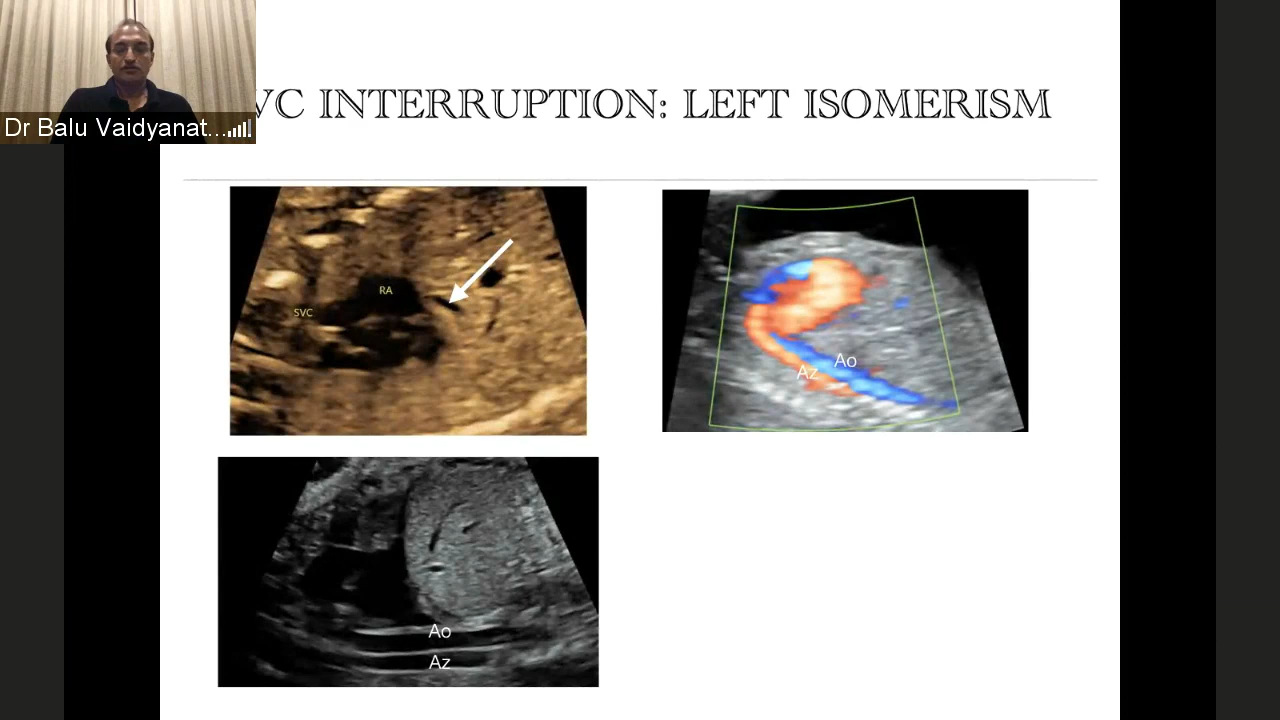 Dr Balu Vaidyanat...
VC INTERRUPTION: LEFT ISOMERISM
RA
SVC
Ao
Az
Ao
Az